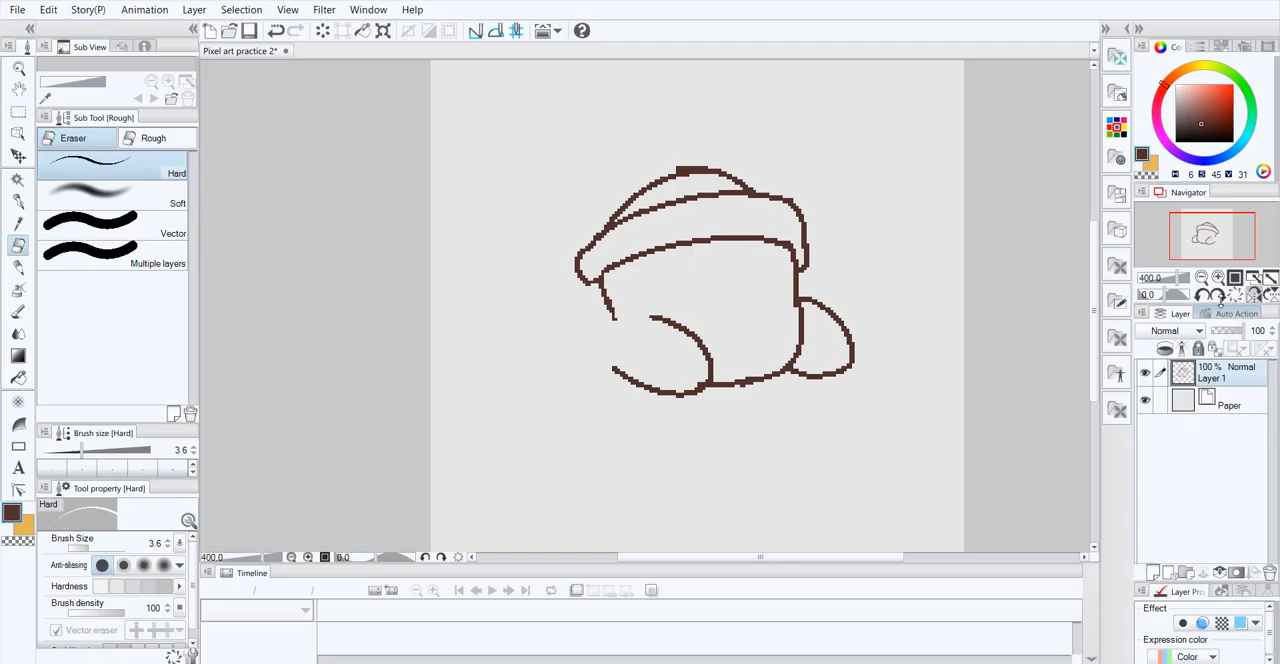 File Edit Story(P) Animation Layer Selection View Filter Window Help
Sub View
Pixel art practice 2*
Sub Tool [Rough]
Eraser Rough
Hard
Soft
Vector
Multiple layers
H 6 S 45 V 31
Navigator
400.0
0.0
Layer Auto Action
Normal 100
100 % Normal
Layer 1
Paper
Brush size [Hard]
3.6
Tool property [Hard]
Hard
Brush Size 3.6
Anti-aliasing
Hardness
Brush density 100
Vector eraser
400.0 0.0
Timeline
/ /
Layer Pro
Effect
Expression color
Color